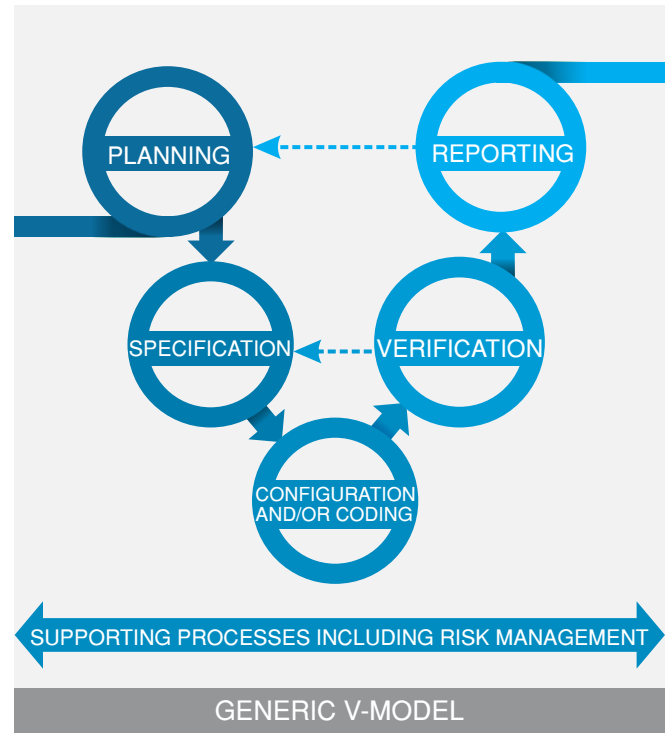 PLANNING
REPORTING
SPECIFICATION
VERIFICATION
CONFIGURATION
AND/OR CODING
SUPPORTING PROCESSES INCLUDING RISK MANAGEMENT
GENERIC V-MODEL